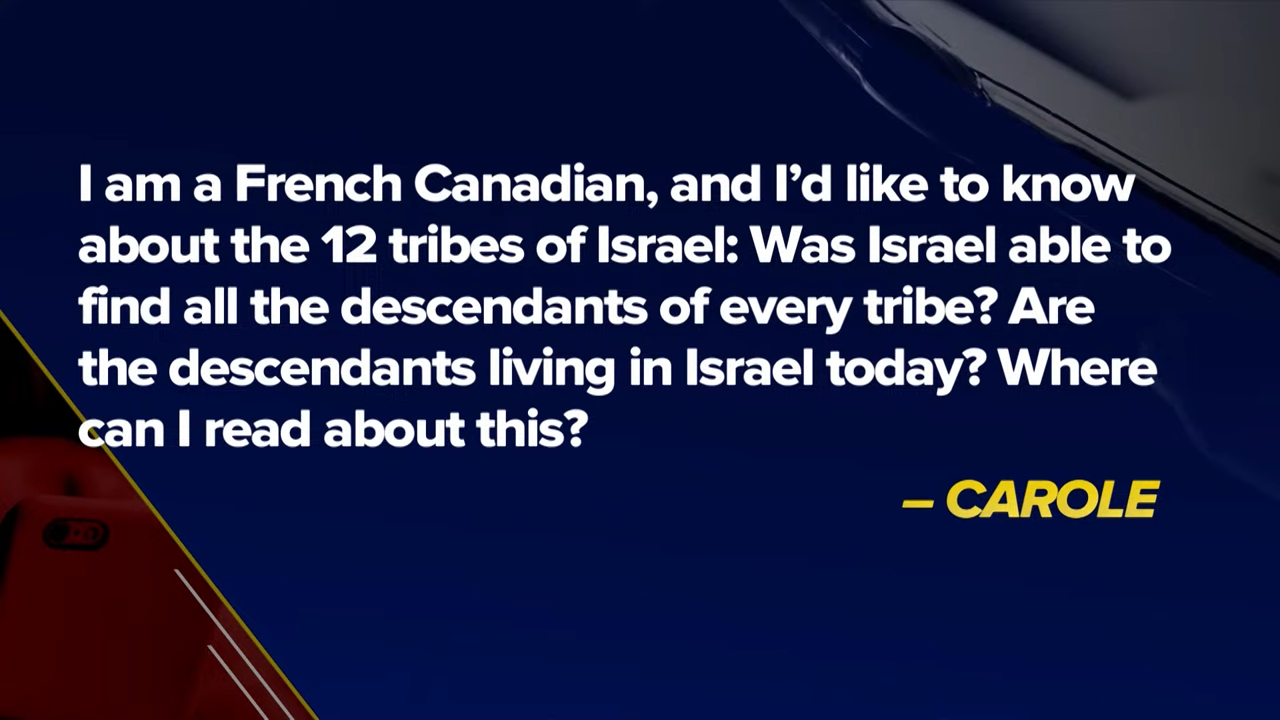 I am a French Canadian, and I’d like to know
about the 12 tribes of Israel: Was Israel able to
find all the descendants of every tribe? Are
the descendants living in Israel today? Where
can I read about this?
– CAROLE